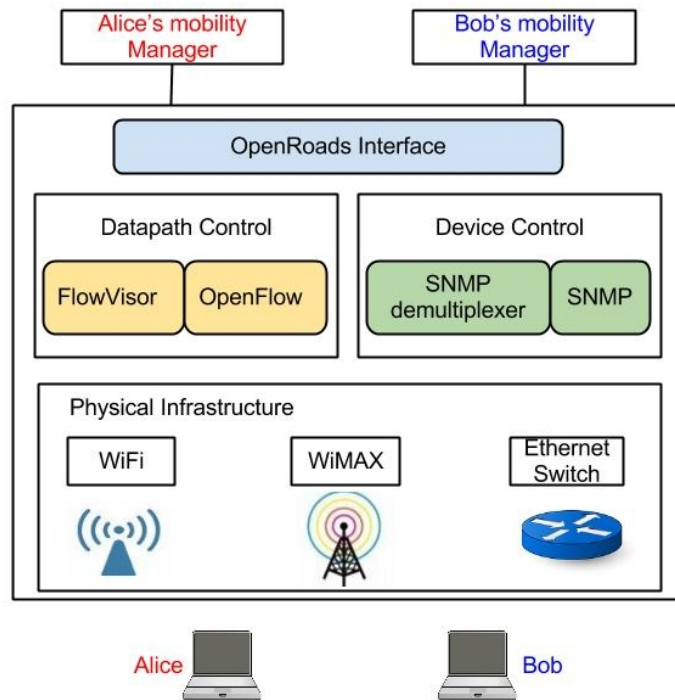 Alice's mobility
Manager
Bob's mobility
Manager
OpenRoads Interface
Datapath Control
FlowVisor
OpenFlow
Device Control
SNMP
demultiplexer
SNMP
Physical Infrastructure
WiFi
WiMAX
Ethernet
Switch
Alice
Bob